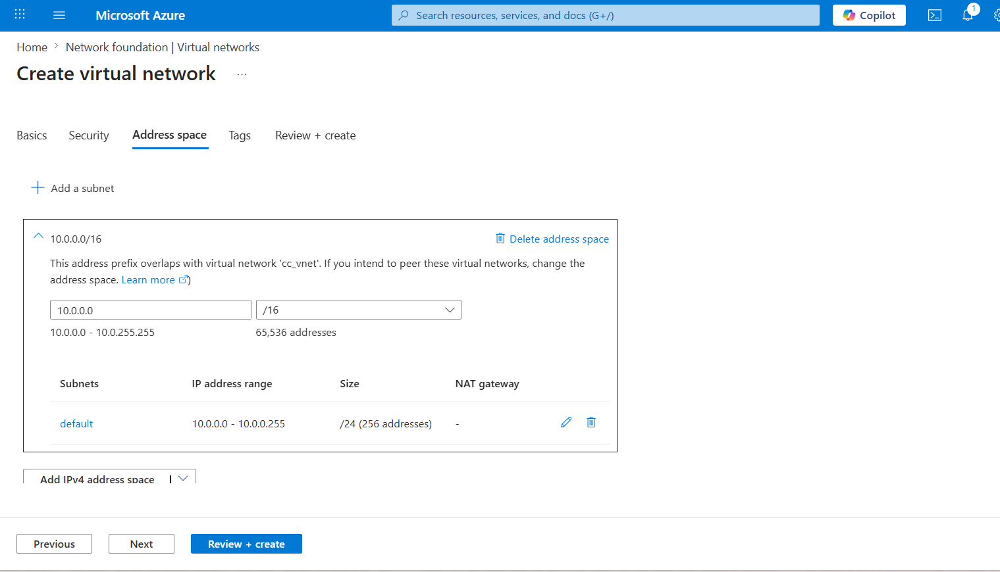 Microsoft Azure
Search resources, services, and docs (G+/)
Copilot
1
Home > Network foundation | Virtual networks
Create virtual network ...
Basics Security Address space Tags Review + create
+ Add a subnet
10.0.0.0/16 Delete address space
This address prefix overlaps with virtual network 'cc_vnet'. If you intend to peer these virtual networks, change the
address space. Learn more )
10.0.0.0 /16
10.0.0.0 - 10.0.255.255 65,536 addresses
Subnets IP address range Size NAT gateway
default 10.0.0.0 - 10.0.0.255 /24 (256 addresses) -
Add IPv4 address space |
Previous Next Review + create